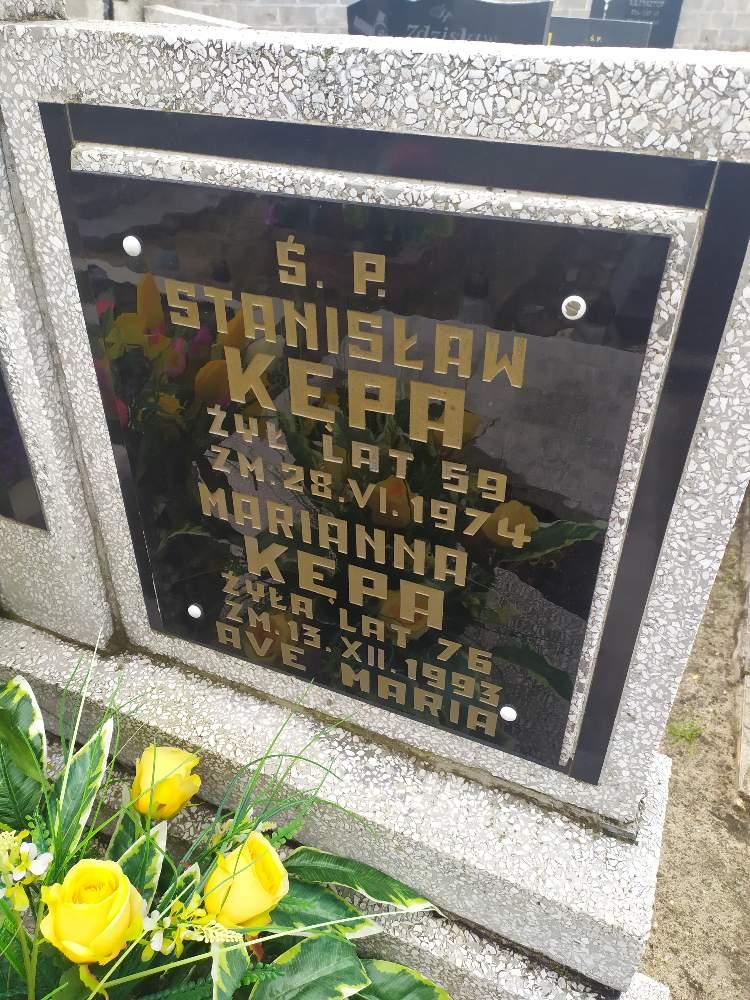 Zdzisław
Ś.P.
Ś. P.
STANISŁAW
KĘPA
ŻYŁ LAT 59
ZM. 28. VI. 1974
MARIANNA
KĘPA
ŻYŁA LAT 76
ZM. 13. XII. 1993
AVE MARIA